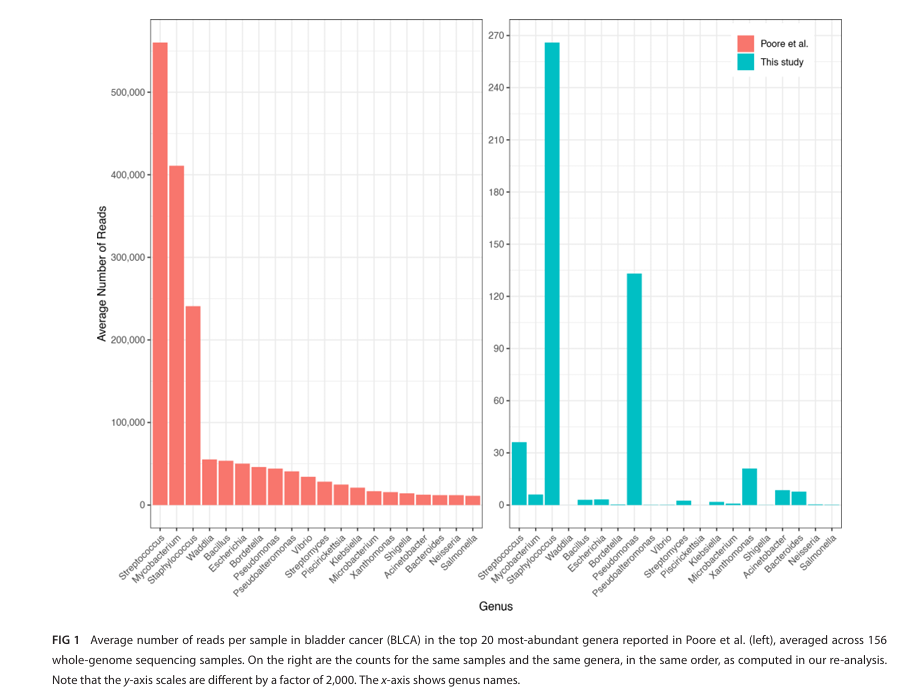 Average Number of Reads
500,000
400,000
300,000
200,000
100,000
0
Streptococcus
Mycobacterium
Staphylococcus
Waddlia
Bacillus
Escherichia
Bordetella
Pseudomonas
Pseudoalteromonas
Vibrio
Streptomyces
Piscirickettsia
Klebsiella
Microbacterium
Xanthomonas
Shigella
Acinetobacter
Bacteroides
Neisseria
Salmonella
270
240
210
180
150
120
90
60
30
0
Poore et al.
This study
Streptococcus
Mycobacterium
Staphylococcus
Waddlia
Bacillus
Escherichia
Bordetella
Pseudomonas
Pseudoalteromonas
Vibrio
Streptomyces
Piscirickettsia
Klebsiella
Microbacterium
Xanthomonas
Shigella
Acinetobacter
Bacteroides
Neisseria
Salmonella
Genus
FIG 1 Average number of reads per sample in bladder cancer (BLCA) in the top 20 most-abundant genera reported in Poore et al. (left), averaged across 156
whole-genome sequencing samples. On the right are the counts for the same samples and the same genera, in the same order, as computed in our re-analysis.
Note that the y-axis scales are different by a factor of 2,000. The x-axis shows genus names.